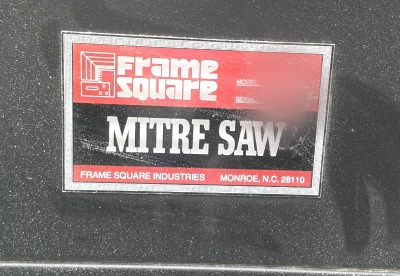 Frame
Square
MODEL
SERIAL
MITRE SAW
FRAME SQUARE INDUSTRIES MONROE, N.C. 28110